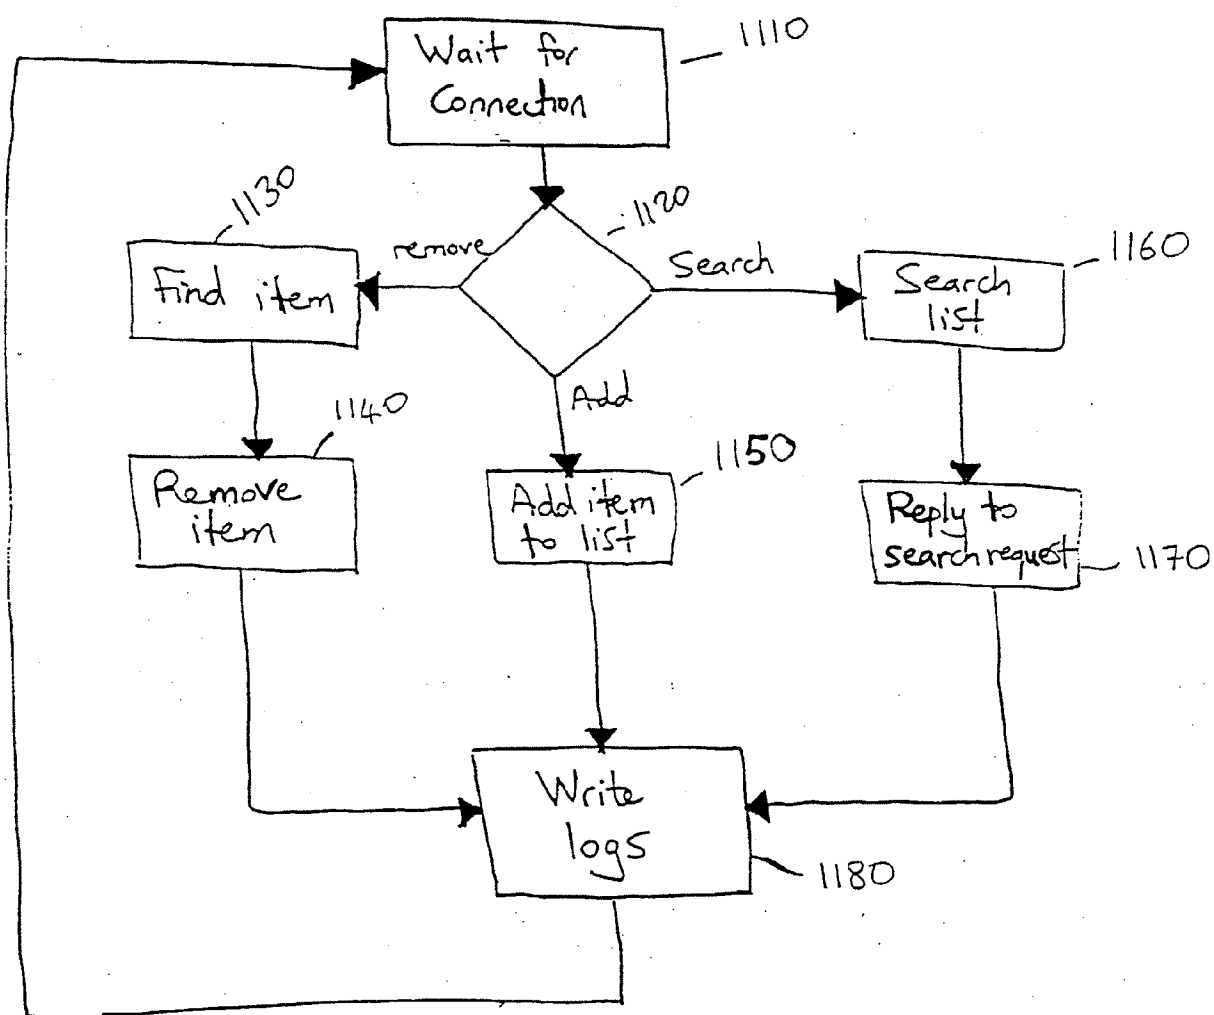 Wait for
Connection
1110
1120
remove
Search
Add
1130
Find item
1140
Remove
item
1150
Add item
to list
1160
Search
list
1170
Reply to
search request
Write
logs
1180